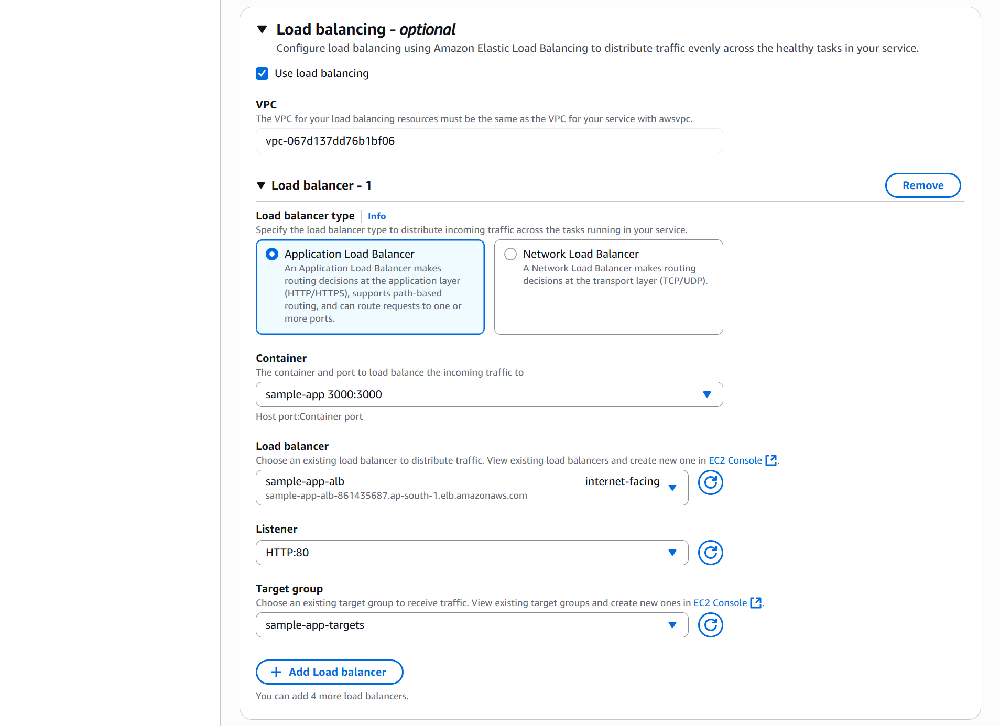 Load balancing - optional
Configure load balancing using Amazon Elastic Load Balancing to distribute traffic evenly across the healthy tasks in your service.
Use load balancing
VPC
The VPC for your load balancing resources must be the same as the VPC for your service with awsvpc.
vpc-067d137dd76b1bf06
Load balancer - 1
Remove
Load balancer type
Info
Specify the load balancer type to distribute incoming traffic across the tasks running in your service.
Application Load Balancer
An Application Load Balancer makes
routing decisions at the application layer
(HTTP/HTTPS), supports path-based
routing, and can route requests to one or
more ports.
Network Load Balancer
A Network Load Balancer makes routing
decisions at the transport layer (TCP/UDP).
Container
The container and port to load balance the incoming traffic to
sample-app 3000:3000
Host port:Container port
Load balancer
Choose an existing load balancer to distribute traffic. View existing load balancers and create new one in EC2 Console.
sample-app-alb
internet-facing
sample-app-alb-861435687.ap-south-1.elb.amazonaws.com
Listener
HTTP:80
Target group
Choose an existing target group to receive traffic. View existing target groups and create new ones in EC2 Console.
sample-app-targets
+ Add Load balancer
You can add 4 more load balancers.